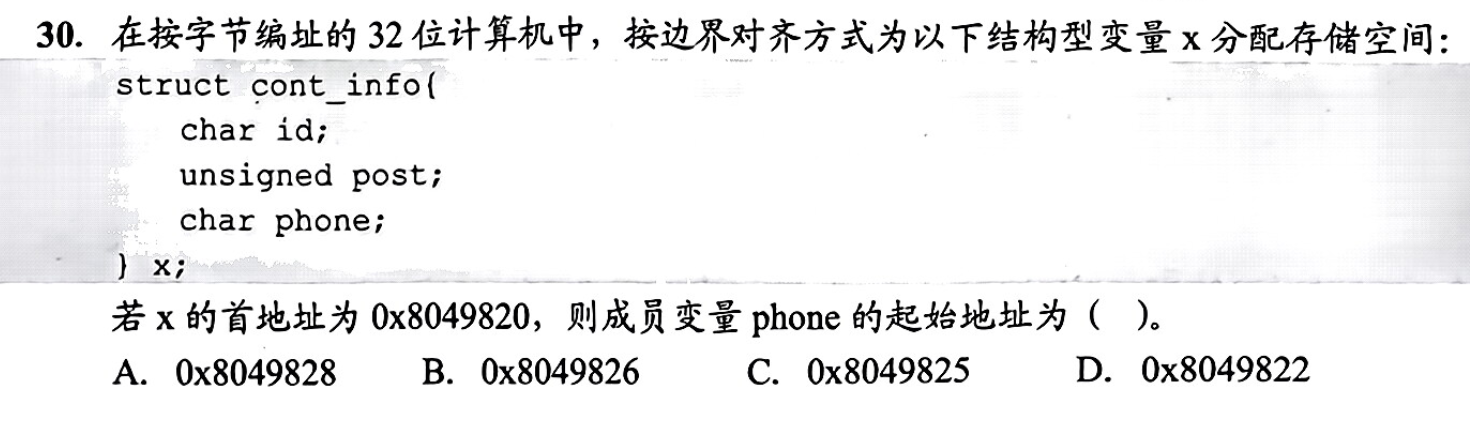 30. 在按字节编址的 32 位计算机中，按边界对齐方式为以下结构型变量 x 分配存储空间：
struct cont_info{
char id;
unsigned post;
char phone;
} x;
若 x 的首地址为 0x8049820，则成员变量 phone 的起始地址为（ ）。
A. 0x8049828 B. 0x8049826 C. 0x8049825 D. 0x8049822